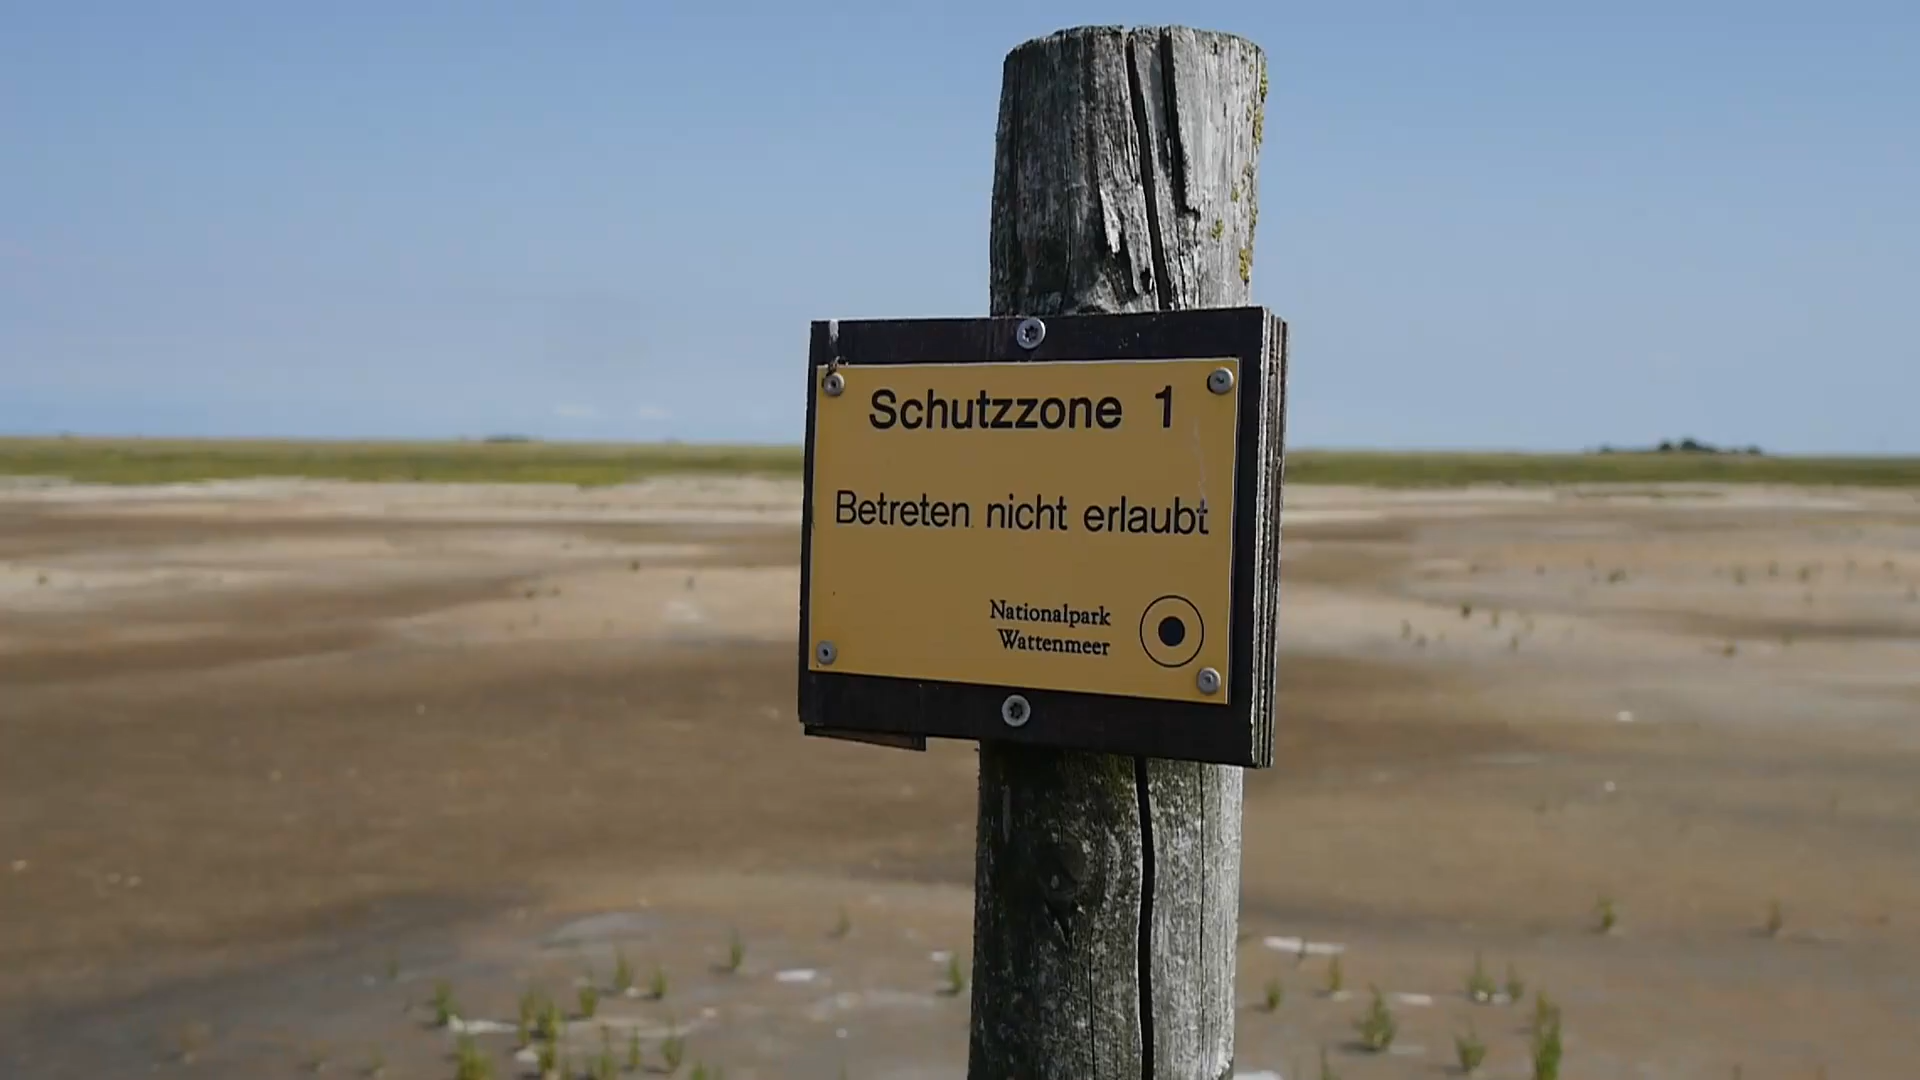 Schutzzone 1
Betreten nicht erlaubt
Nationalpark
Wattenmeer